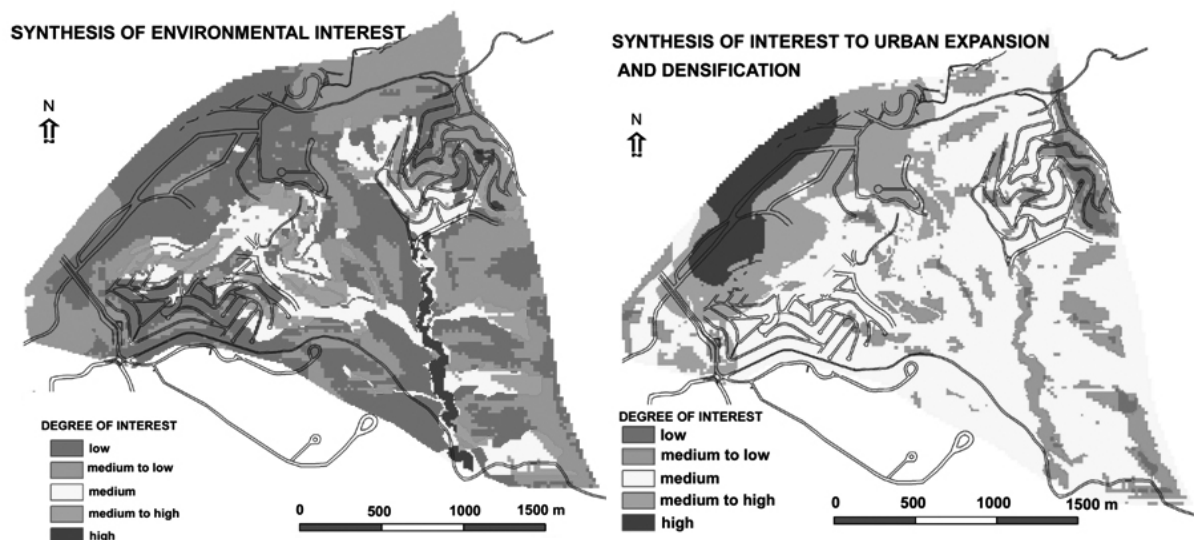 SYNTHESIS OF ENVIRONMENTAL INTEREST
N
DEGREE OF INTEREST
low
medium to low
medium
medium to high
high
0 500 1000 1500 m
SYNTHESIS OF INTEREST TO URBAN EXPANSION
AND DENSIFICATION
N
DEGREE OF INTEREST
low
medium to low
medium
medium to high
high
0 500 1000 1500 m